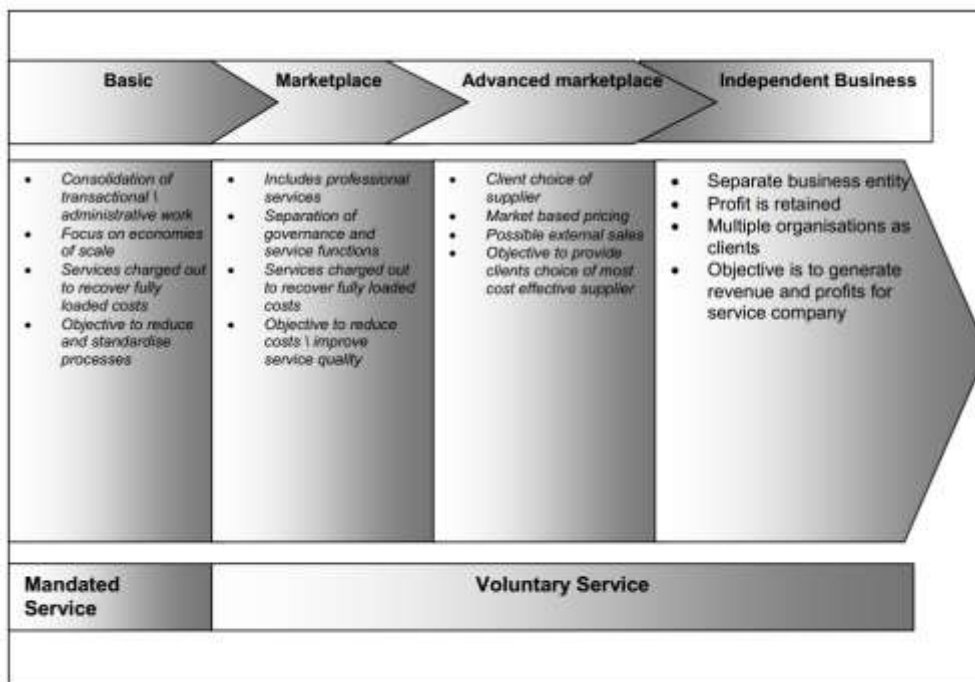 Basic
Marketplace
Advanced marketplace
Independent Business
• Consolidation of
transactional \
administrative work
• Focus on economies
of scale
• Services charged out
to recover fully
loaded costs
• Objective to reduce
and standardise
processes
• Includes professional
services
• Separation of
governance and
service functions
• Services charged out
to recover fully loaded
costs
• Objective to reduce
costs \ improve
service quality
• Client choice of
supplier
• Market based pricing
• Possible external sales
• Objective to provide
clients choice of most
cost effective supplier
• Separate business entity
• Profit is retained
• Multiple organisations as
clients
• Objective is to generate
revenue and profits for
service company
Mandated
Service
Voluntary Service